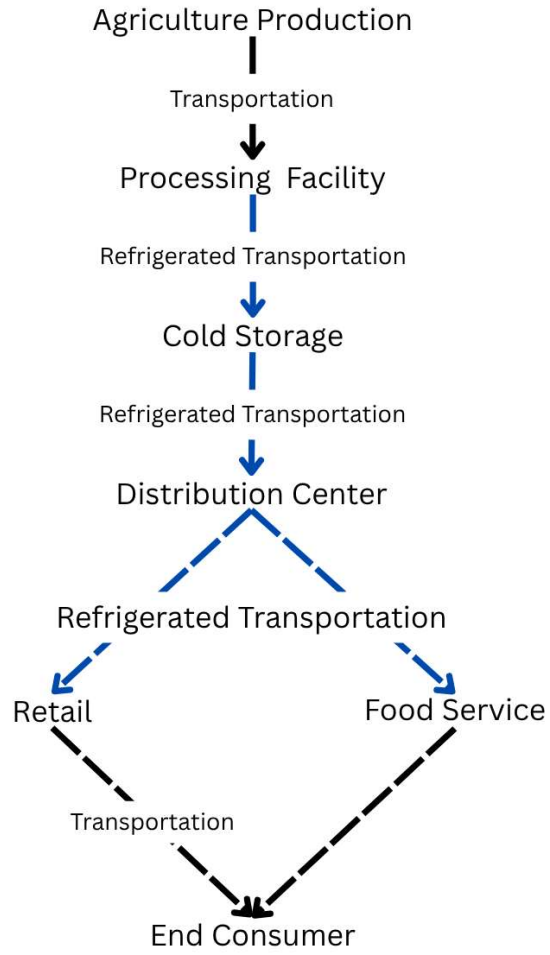 Agriculture Production
Transportation
Processing Facility
Refrigerated Transportation
Cold Storage
Refrigerated Transportation
Distribution Center
Refrigerated Transportation
Retail
Food Service
Transportation
End Consumer